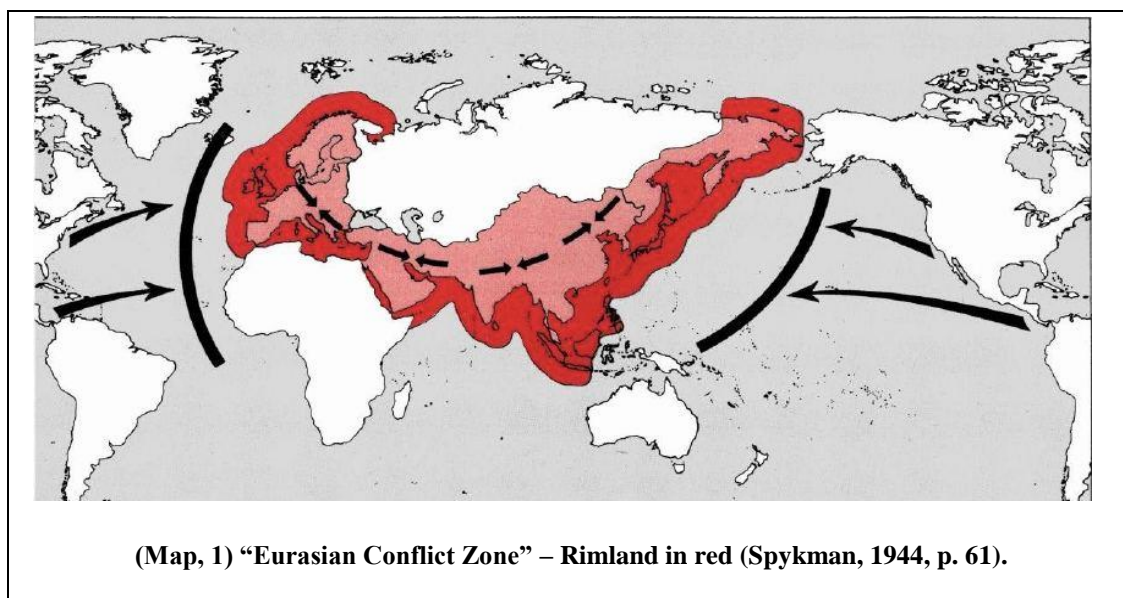 (Map, 1) “Eurasian Conflict Zone” – Rimland in red (Spykman, 1944, p. 61).